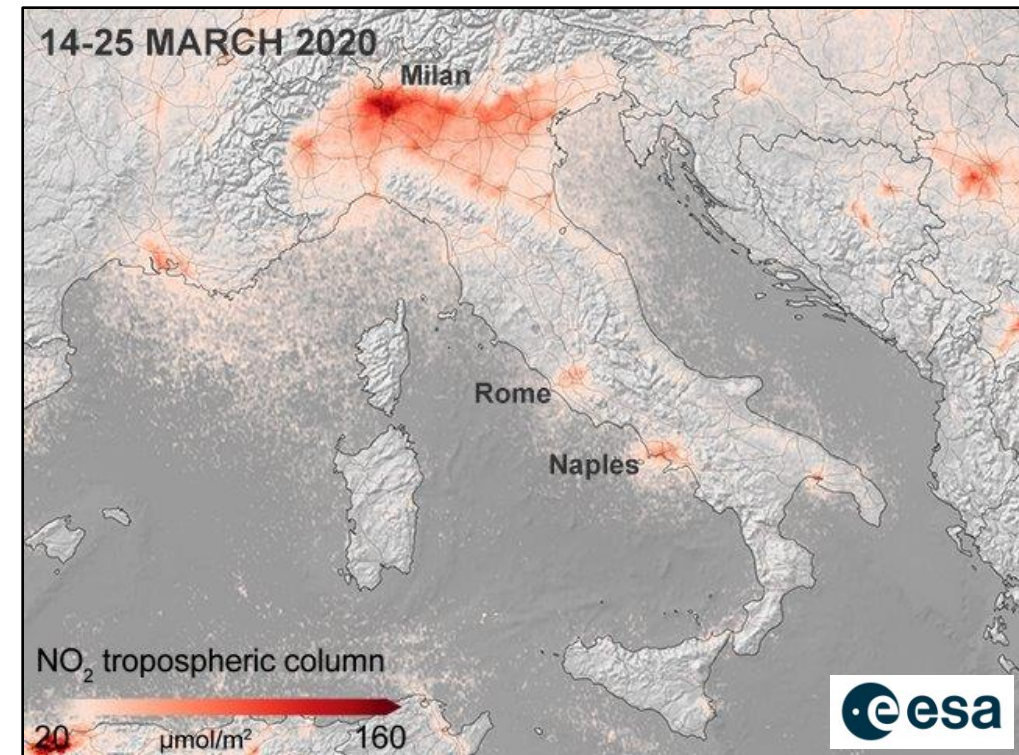 14-25 MARCH 2020
Milan
Rome
Naples
NO₂ tropospheric column
20 µmol/m² 160
esa